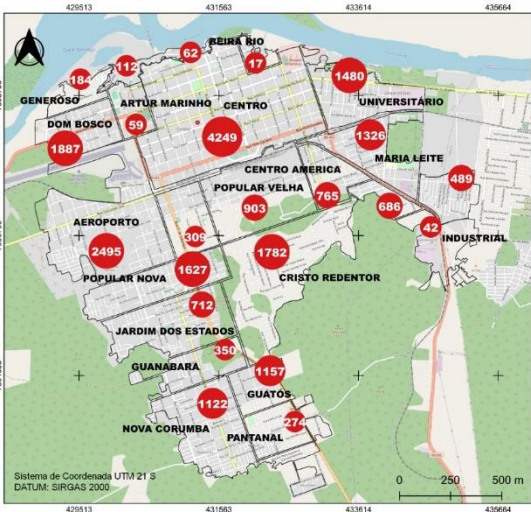 429513 431563 433614 435664
BEIRA RIO
62
17
112
184
1480
GENEROSO
ARTUR MARINHO
CENTRO
UNIVERSITÁRIO
DOM BOSCO
59
4249
1326
1887
MARIA LEITE
CENTRO AMERICA
489
POPULAR VELHA
765
903
686
AEROPORTO
42
309
INDUSTRIAL
2495
1782
1627
POPULAR NOVA
CRISTO REDENTOR
712
JARDIM DOS ESTADOS
350
GUANABARA
1157
GUATÓS
1122
274
NOVA CORUMBA
PANTANAL
Sistema de Coordenada UTM 21 S
DATUM: SIRGAS 2000
0 250 500 m
429513 431563 433614 435664